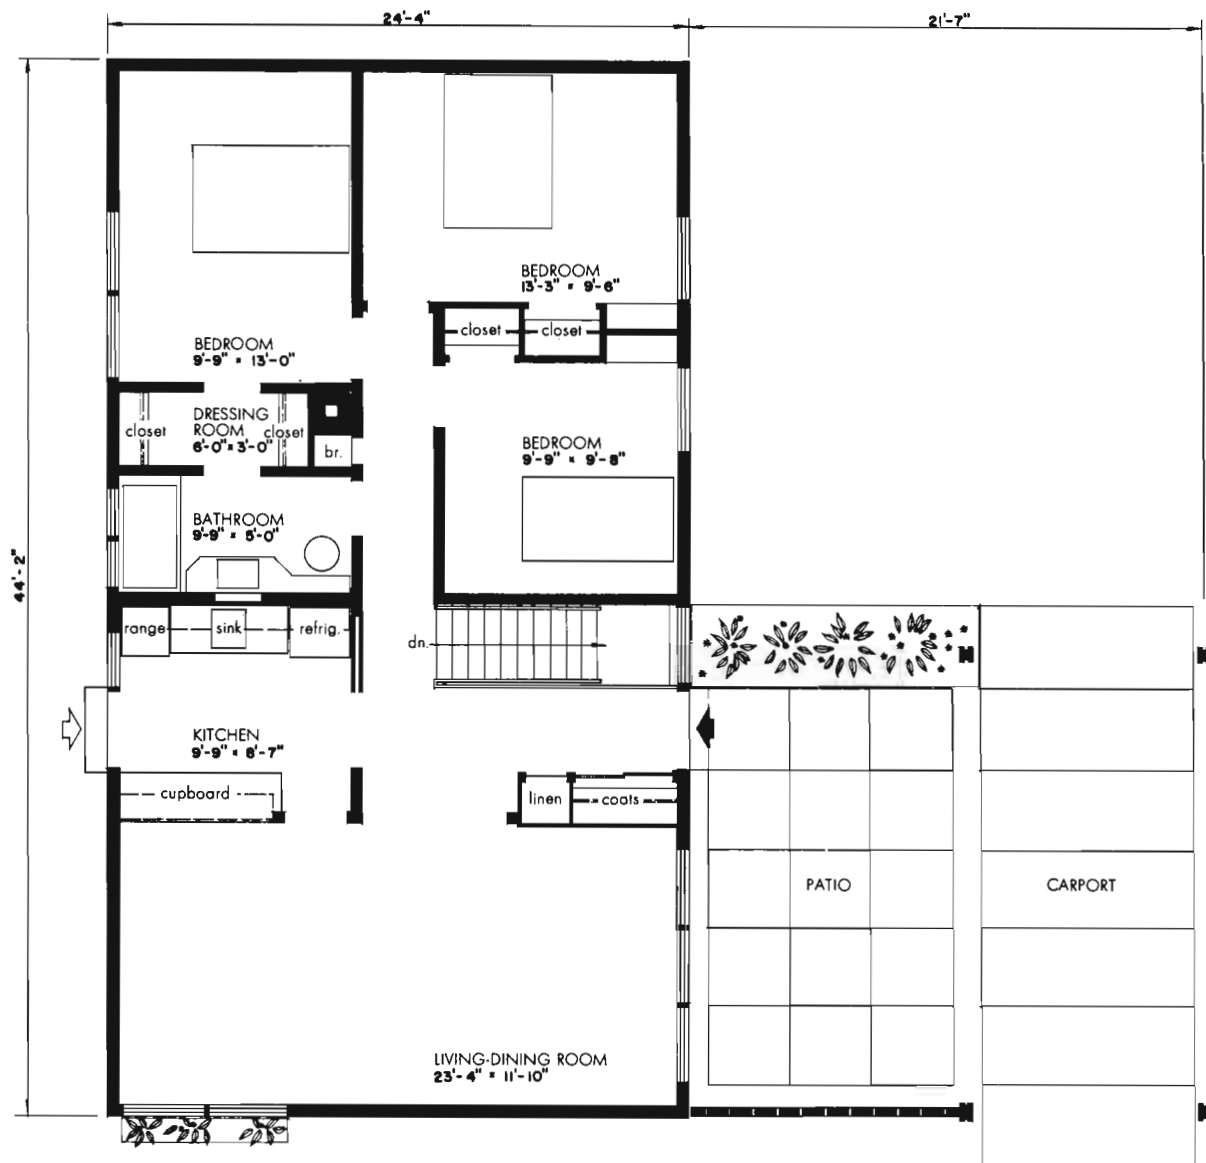 24'-4"
21'-7"
44'-2"
BEDROOM
13'-3" × 9'-6"
closet
closet
BEDROOM
9'-9" × 13'-0"
DRESSING
ROOM
6'-0" × 3'-0"
closet
closet
br.
BEDROOM
9'-9" × 9'-8"
BATHROOM
9'-9" × 5'-0"
range
sink
refrig.
dn.
KITCHEN
9'-9" × 8'-7"
cupboard
linen
coats
PATIO
CARPORT
LIVING-DINING ROOM
23'-4" × 11'-10"